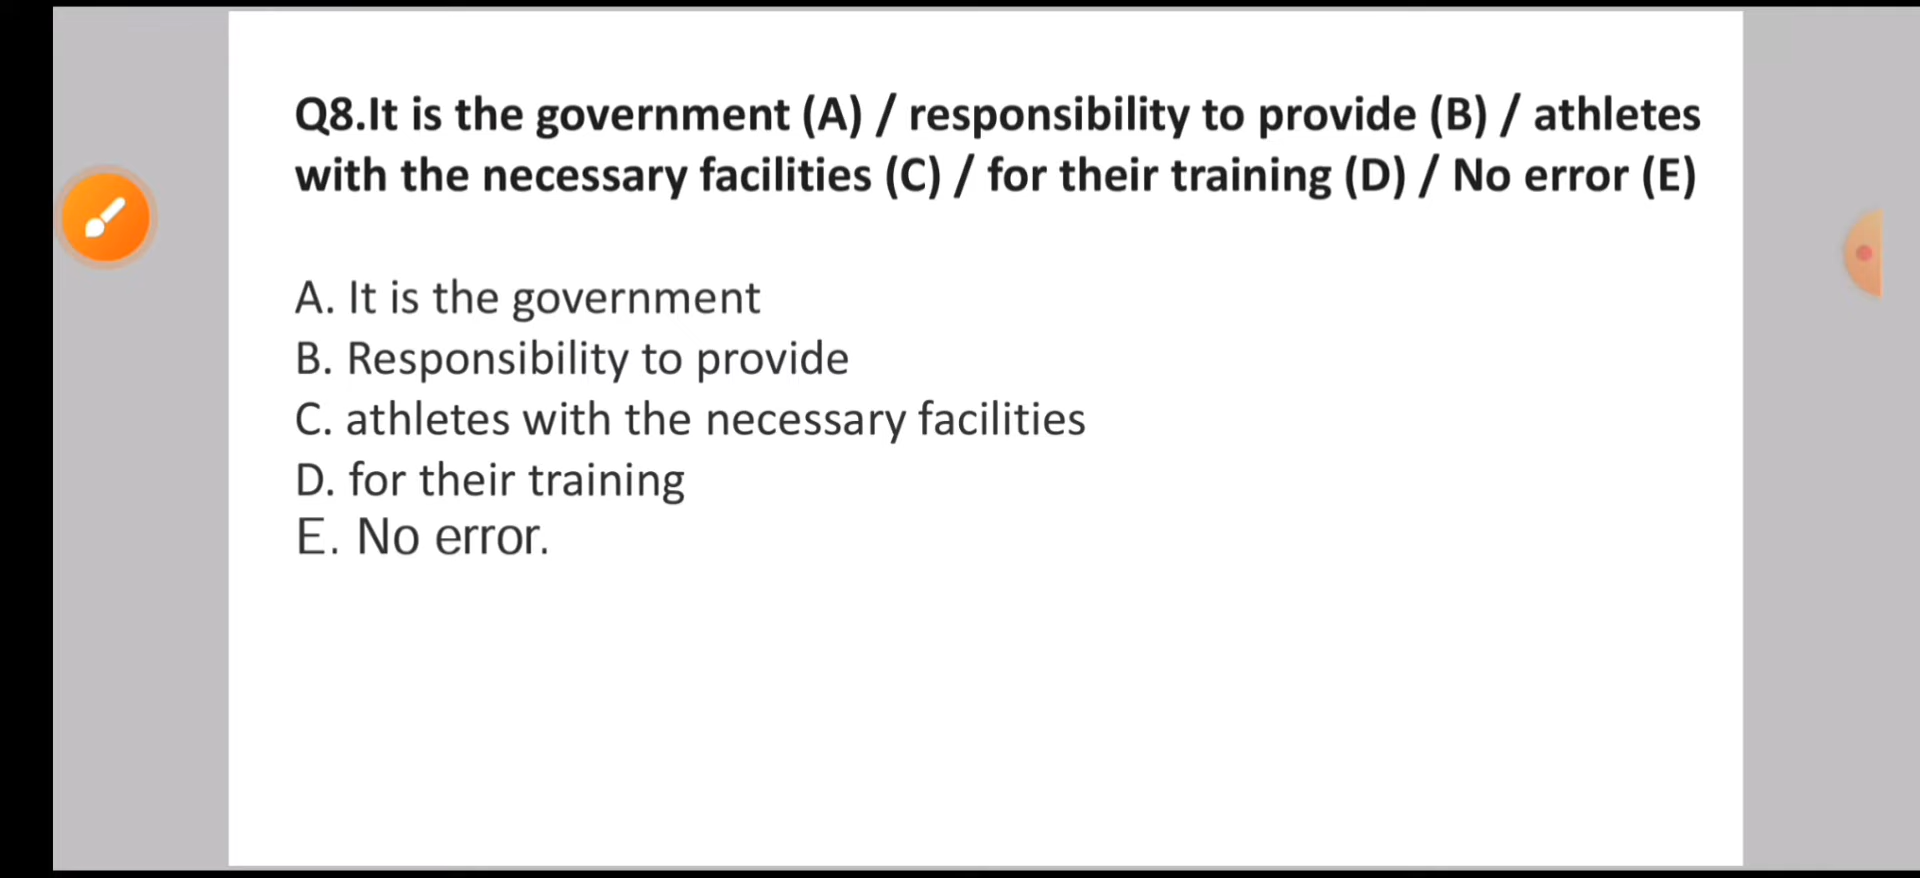 Q8.It is the government (A) / responsibility to provide (B) / athletes
with the necessary facilities (C) / for their training (D) / No error (E)
A. It is the government
B. Responsibility to provide
C. athletes with the necessary facilities
D. for their training
E. No error.